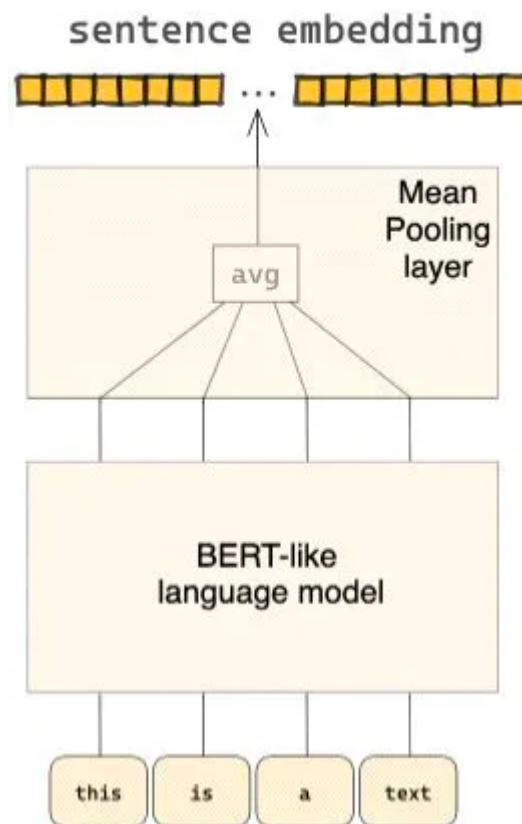 sentence embedding
...
Mean
Pooling
layer
avg
BERT-like
language model
this is a text